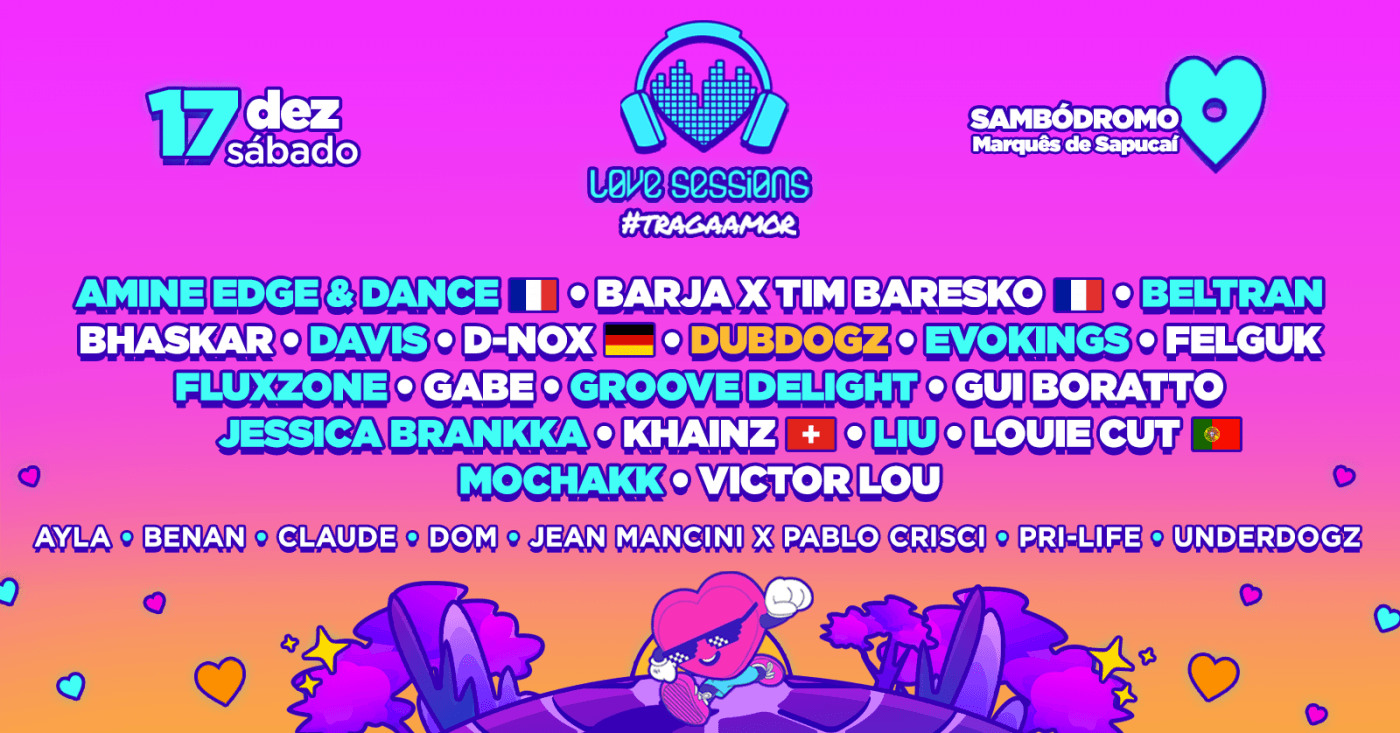 17 dez
sábado
LØVE SESSIØNS
#TRAGAAMOR
SAMBÓDROMO
Marquês de Sapucaí
AMINE EDGE & DANCE • BARJA X TIM BARESKO • BELTRAN
BHASKAR • DAVIS • D-NOX • DUBDOGZ • EVOKINGS • FELGUK
FLUXZONE • GABE • GROOVE DELIGHT • GUI BORATTO
JESSICA BRANKKA • KHAINZ • LIU • LOUIE CUT
MOCHAKK • VICTOR LOU
AYLA • BENAN • CLAUDE • DOM • JEAN MANCINI X PABLO CRISCI • PRI-LIFE • UNDERDOGZ